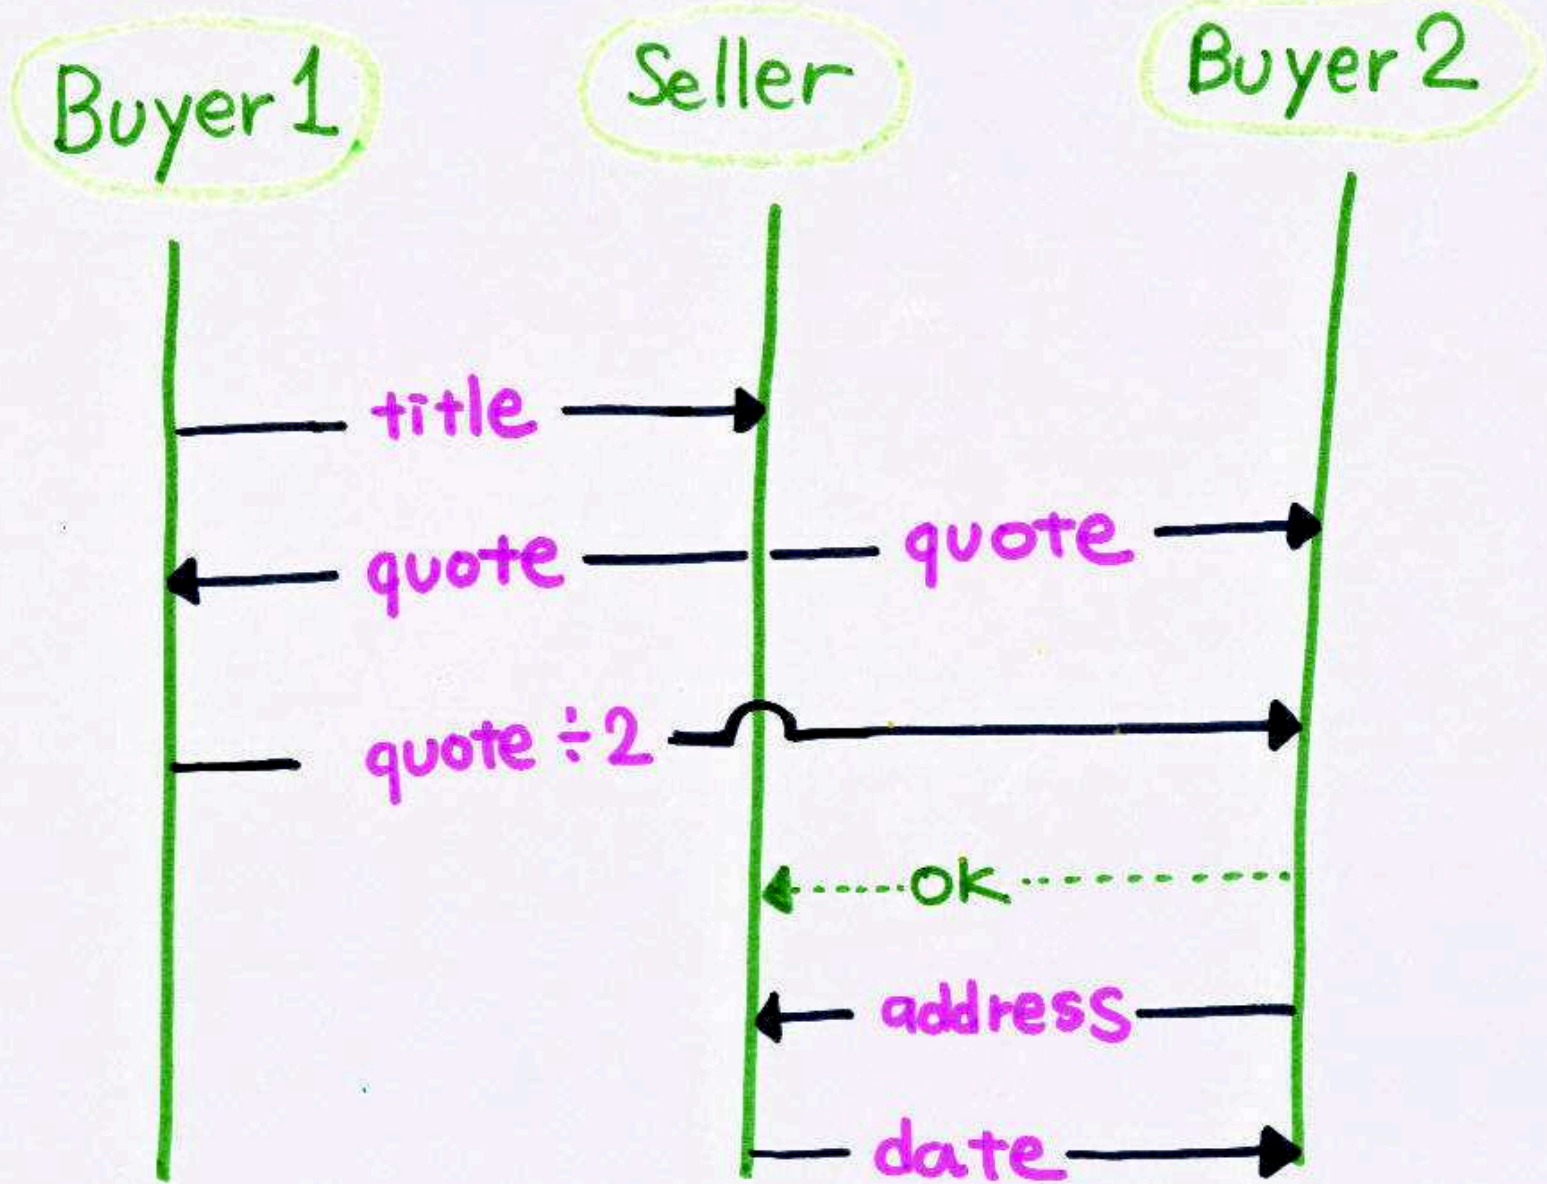 Buyer 1
Seller
Buyer 2
title
quote
quote
quote ÷ 2
ok
address
date